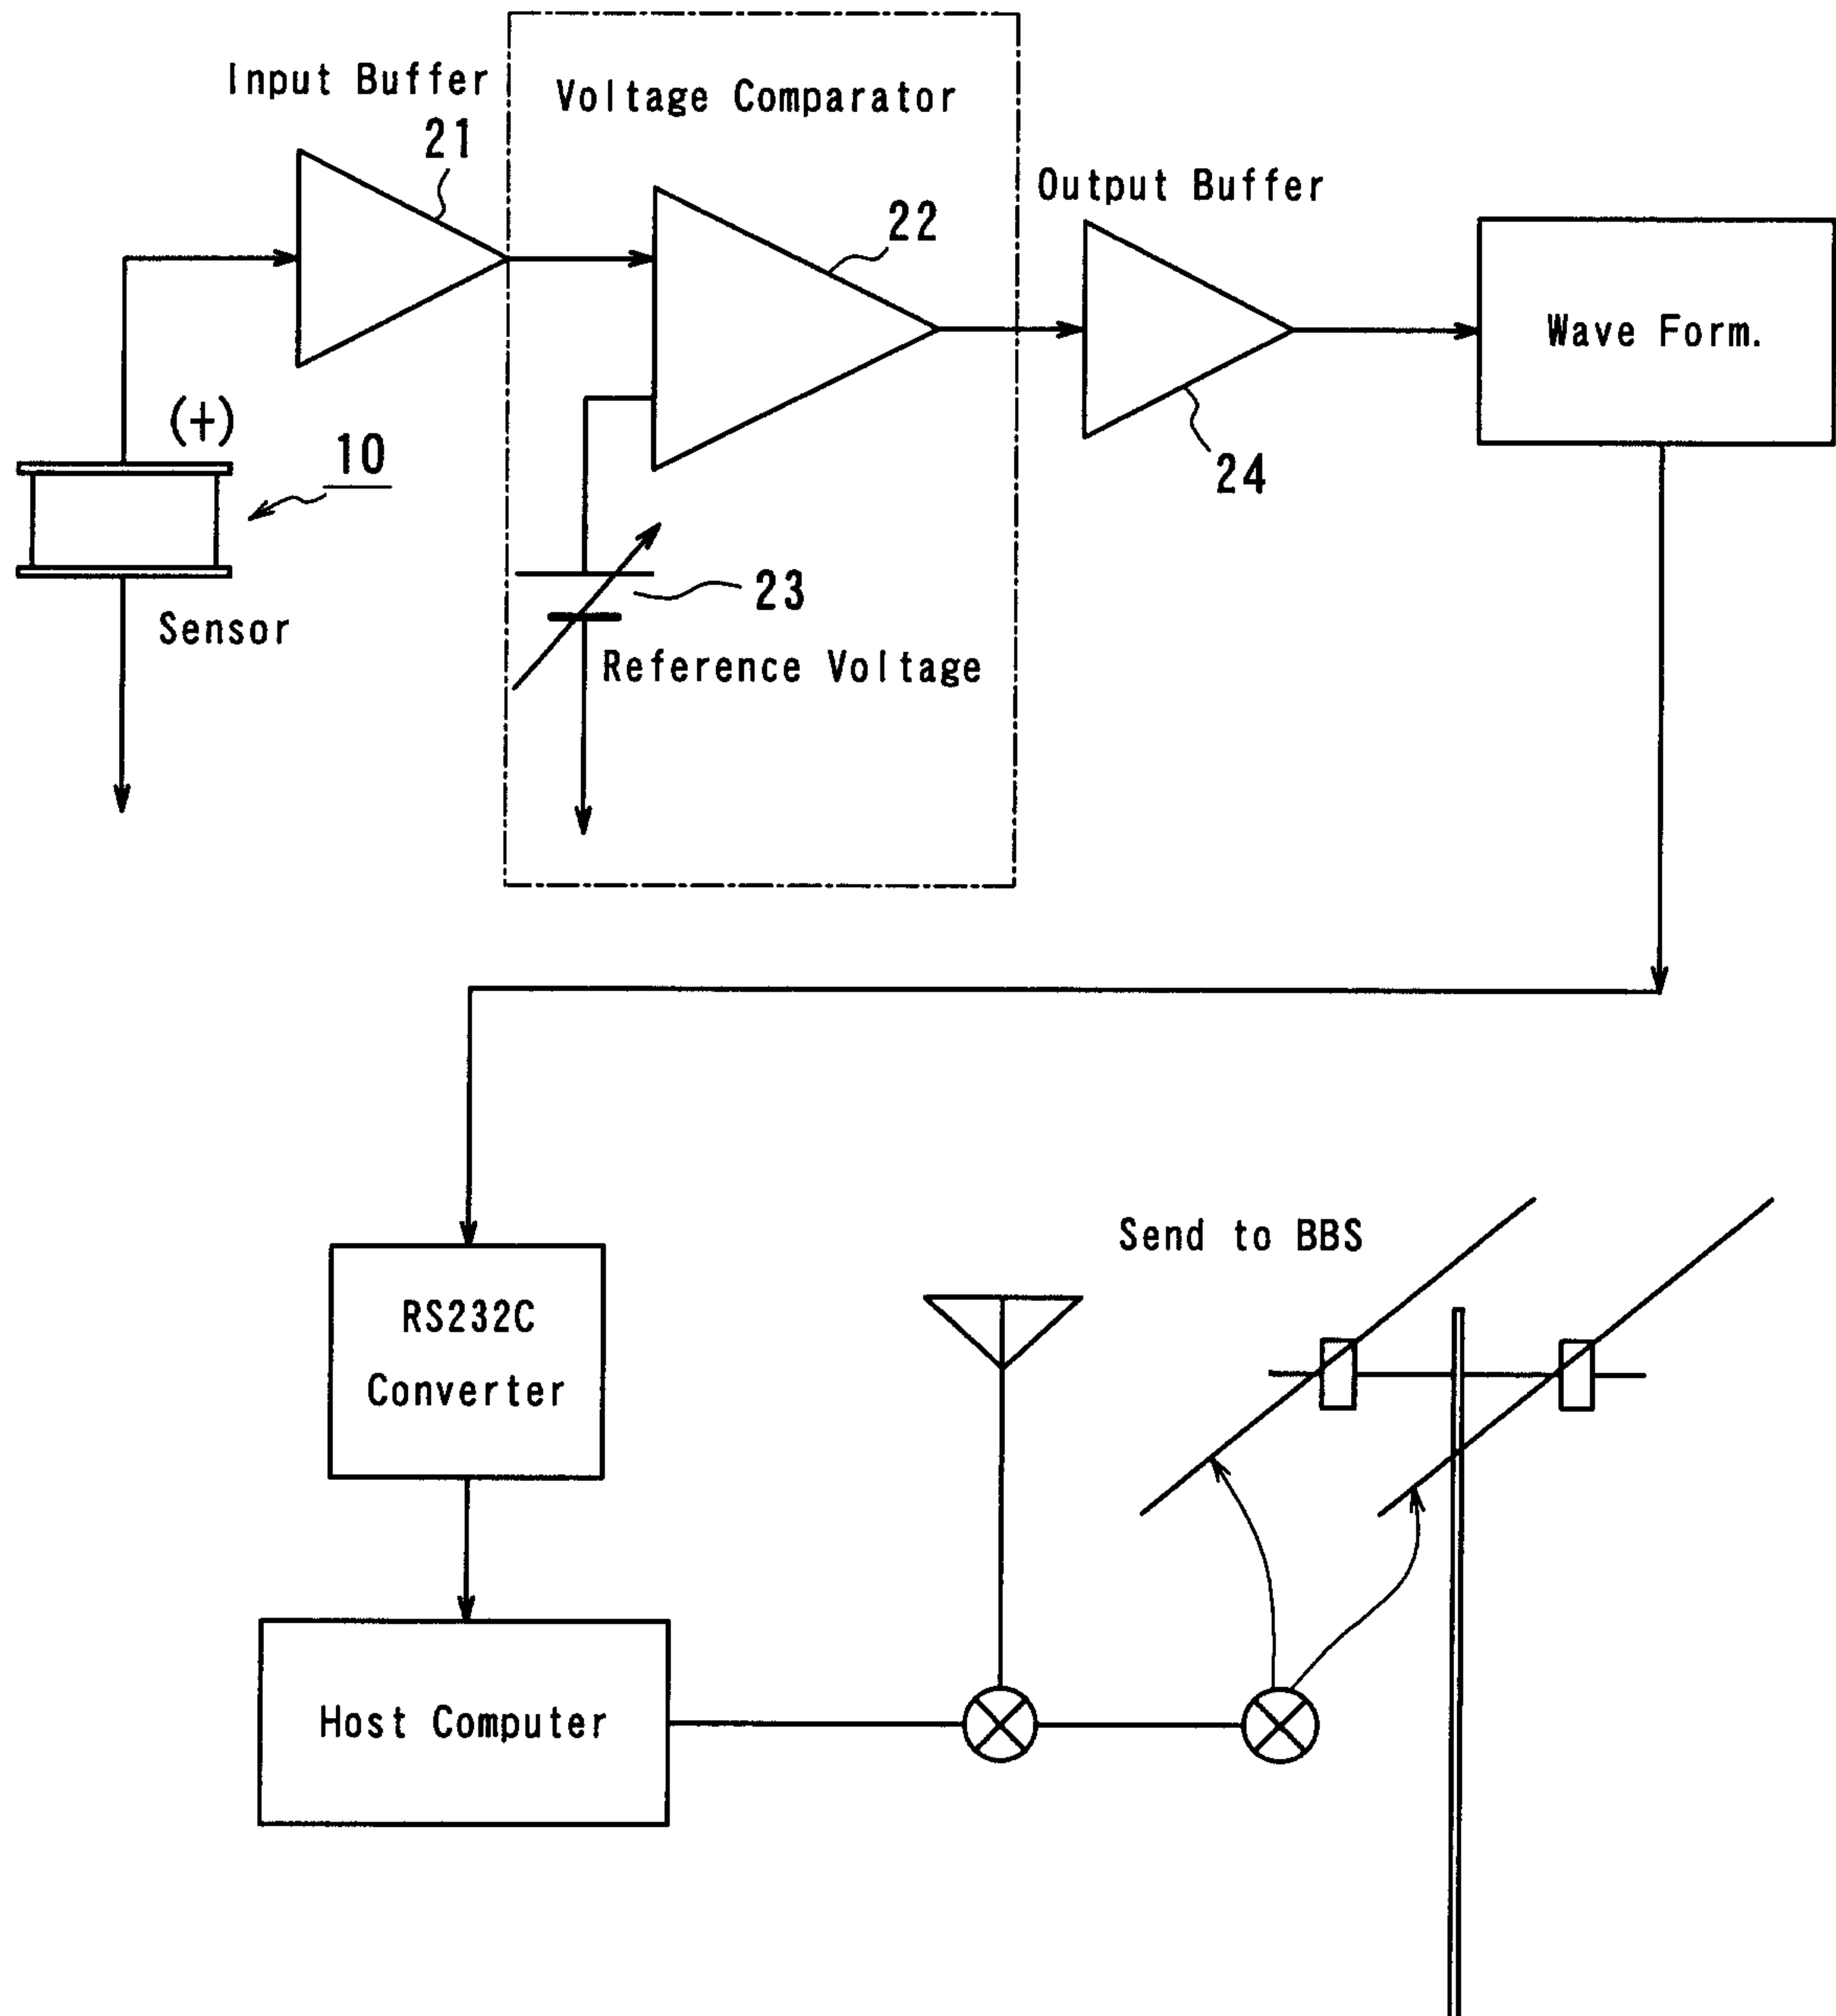 Input Buffer
21
Voltage Comparator
22
Output Buffer
24
Wave Form.
(+)
10
Sensor
23
Reference Voltage
Send to BBS
RS232C
Converter
Host Computer